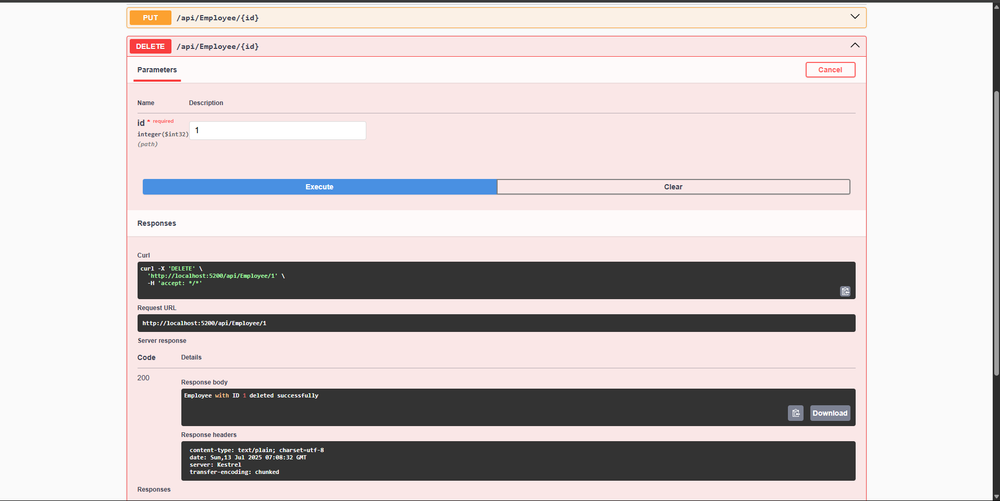 PUT /api/Employee/{id}
DELETE /api/Employee/{id}
Parameters
Cancel
Name Description
id * required
integer($int32)
(path)
1
Execute Clear
Responses
Curl
curl -X 'DELETE' \
'http://localhost:5200/api/Employee/1' \
-H 'accept: */*'
Request URL
http://localhost:5200/api/Employee/1
Server response
Code Details
200
Response body
Employee with ID 1 deleted successfully
Download
Response headers
content-type: text/plain; charset=utf-8
date: Sun,13 Jul 2025 07:08:32 GMT
server: Kestrel
transfer-encoding: chunked
Responses